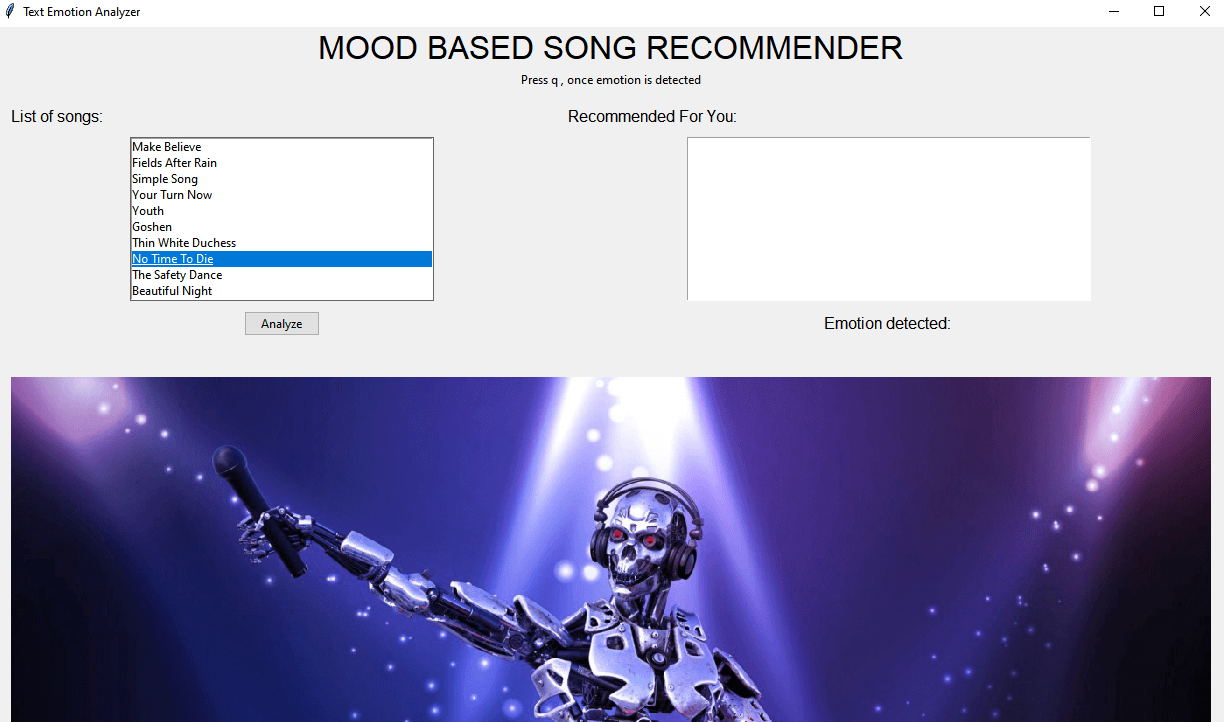 Text Emotion Analyzer
MOOD BASED SONG RECOMMENDER
Press q , once emotion is detected
List of songs:
Recommended For You:
Make Believe
Fields After Rain
Simple Song
Your Turn Now
Youth
Goshen
Thin White Duchess
No Time To Die
The Safety Dance
Beautiful Night
Analyze
Emotion detected: